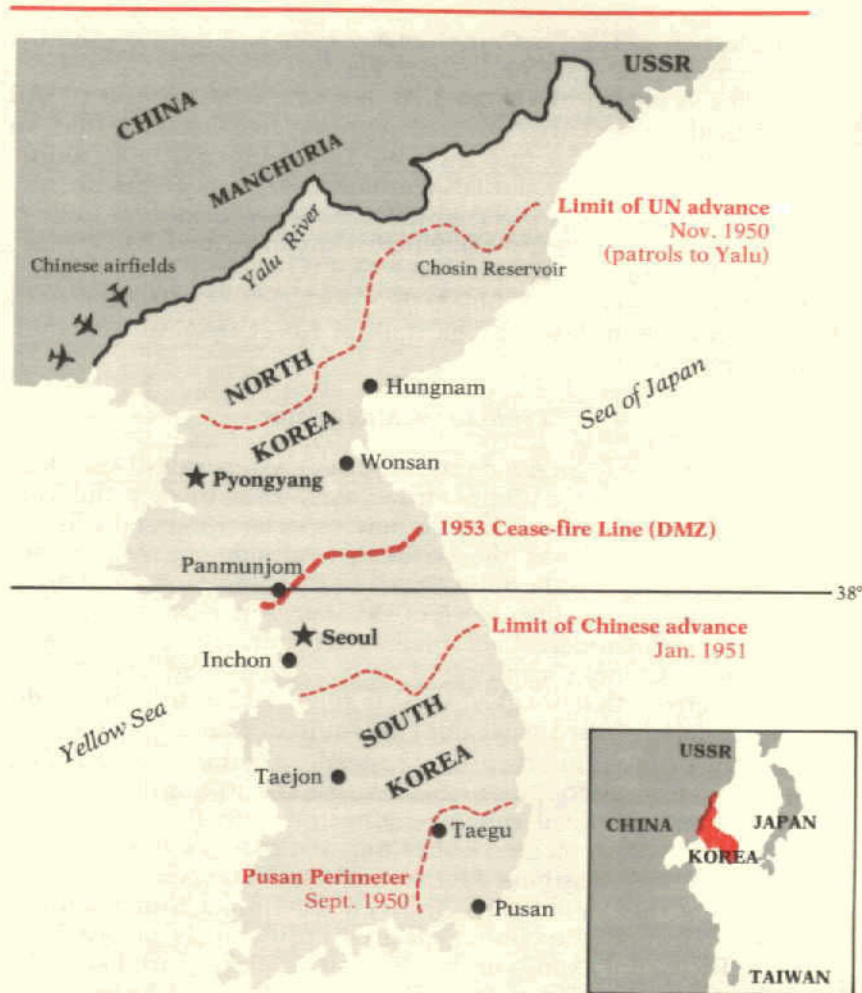 USSR
CHINA
MANCHURIA
Limit of UN advance
Nov. 1950
(patrols to Yalu)
Yalu River
Chinese airfields
Chosin Reservoir
NORTH
KOREA
Hungnam
Sea of Japan
Wonsan
Pyongyang
1953 Cease-fire Line (DMZ)
Panmunjom
38°
Limit of Chinese advance
Jan. 1951
Seoul
Inchon
Yellow Sea
SOUTH
KOREA
Taejon
Taegu
Pusan Perimeter
Sept. 1950
Pusan
USSR
CHINA
JAPAN
KOREA
TAIWAN